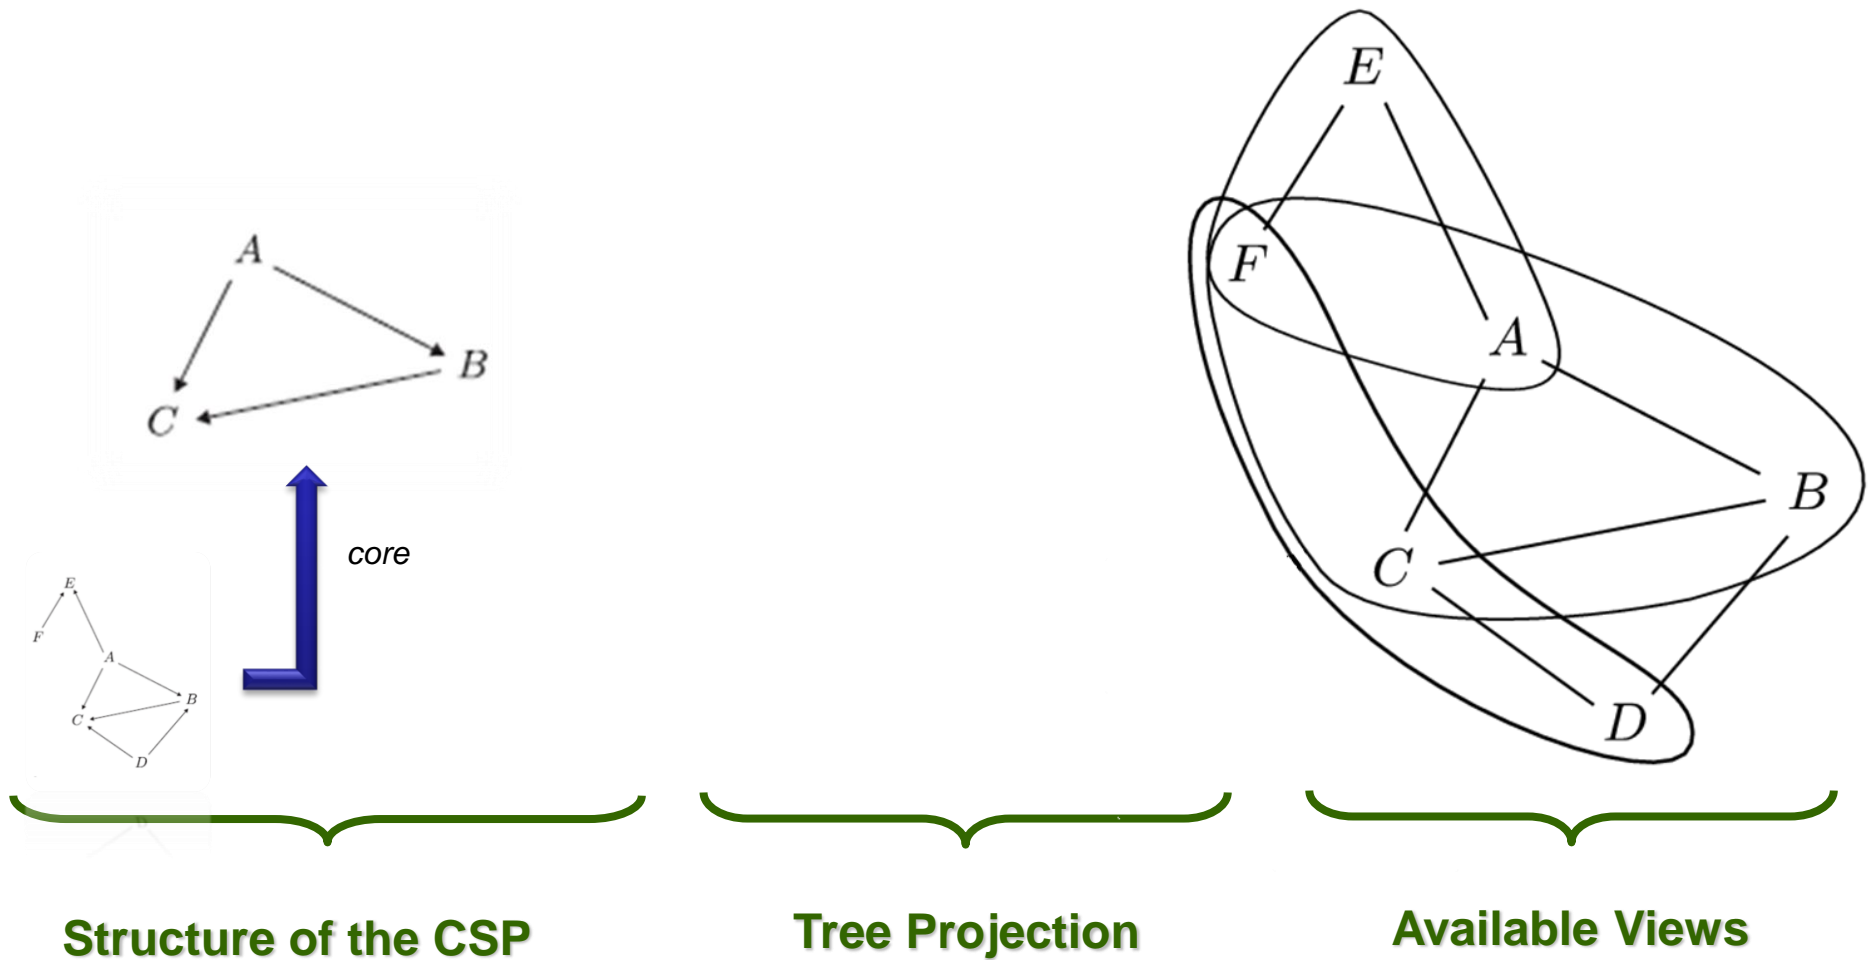 E
F
A
B
C
D
A
B
C
core
E
F
A
B
C
D
Structure of the CSP
Tree Projection
Available Views